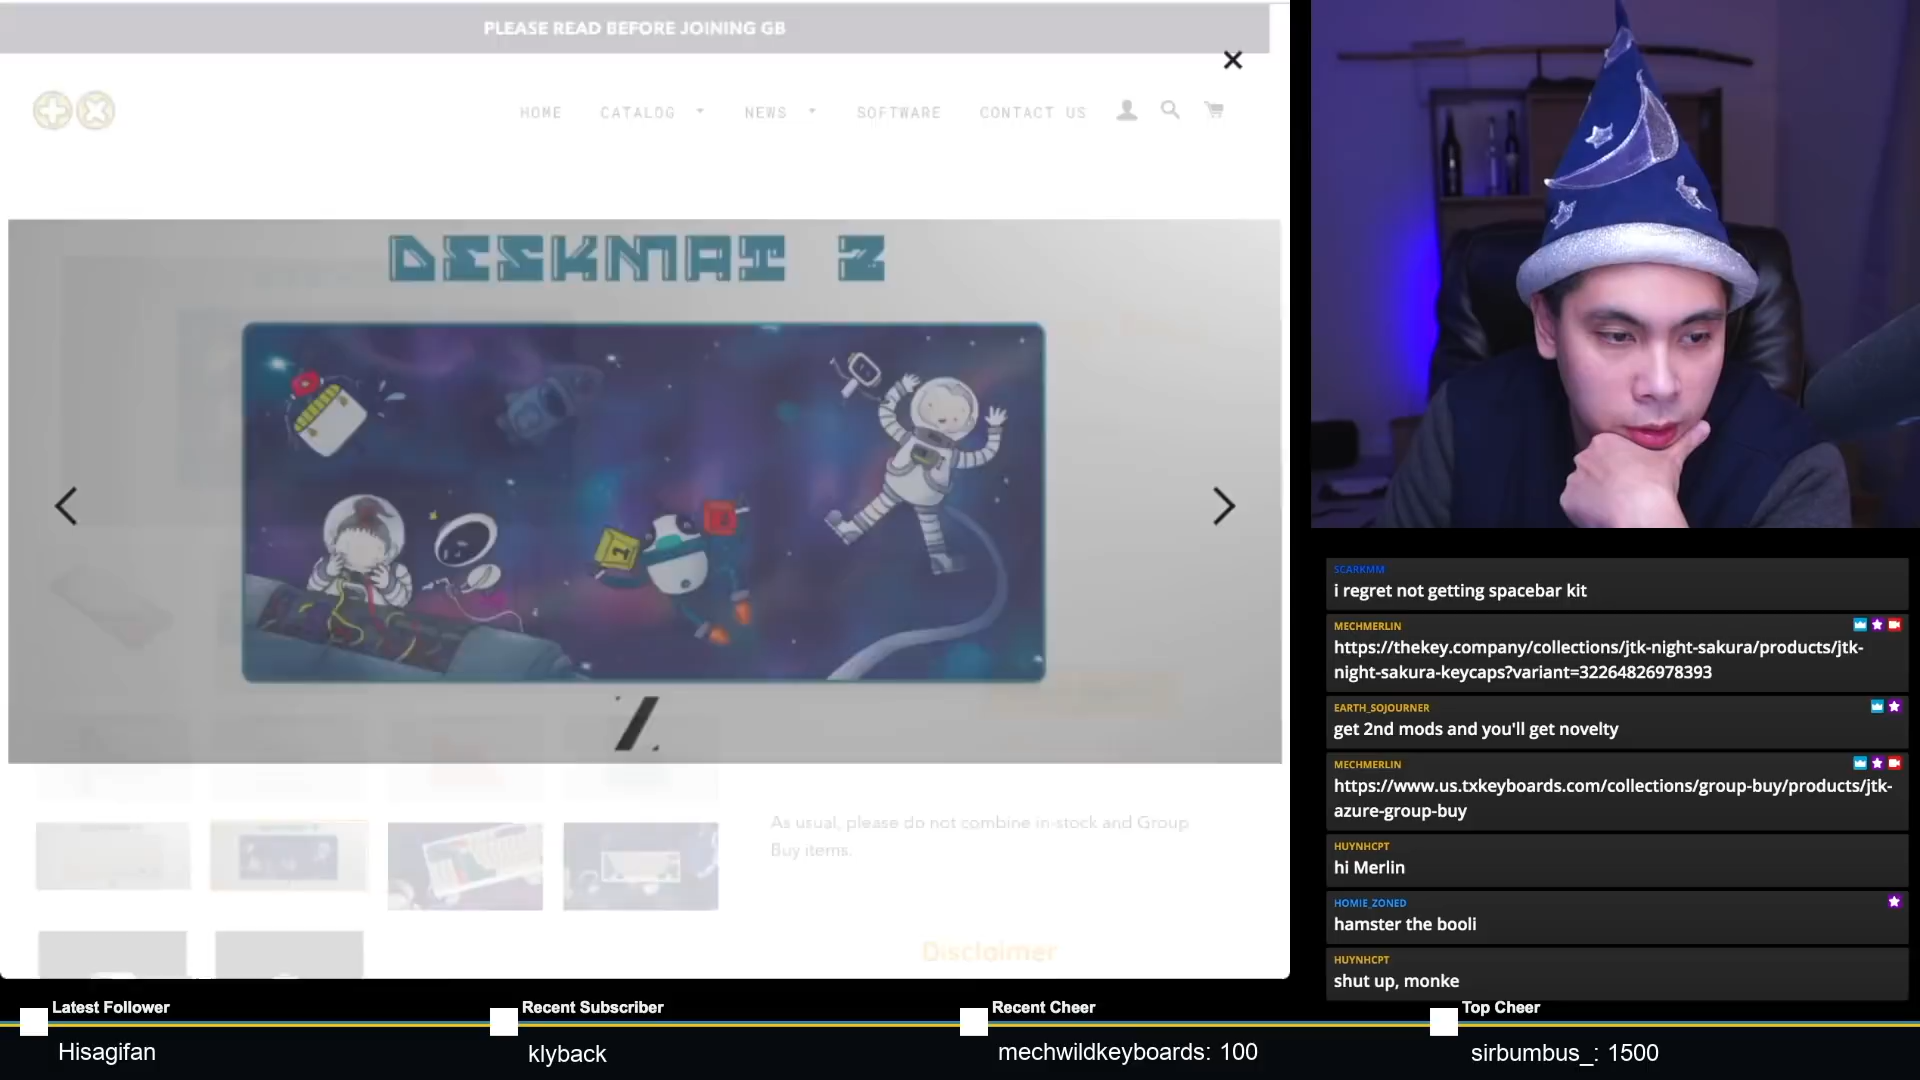 PLEASE READ BEFORE JOINING GB
HOME CATALOG NEWS SOFTWARE CONTACT US
DESKMAT 2
1
As usual, please do not combine in-stock and Group
Buy items.
Disclaimer
SCARKMM
i regret not getting spacebar kit
MECHMERLIN
https://thekey.company/collections/jtk-night-sakura/products/jtk-
night-sakura-keycaps?variant=32264826978393
EARTH_SOJOURNER
get 2nd mods and you'll get novelty
MECHMERLIN
https://www.us.txkeyboards.com/collections/group-buy/products/jtk-
azure-group-buy
HUYNHCPT
hi Merlin
HOMIE_ZONED
hamster the booli
HUYNHCPT
shut up, monke
Latest Follower
Hisagifan
Recent Subscriber
klyback
Recent Cheer
mechwildkeyboards: 100
Top Cheer
sirbumbus_: 1500